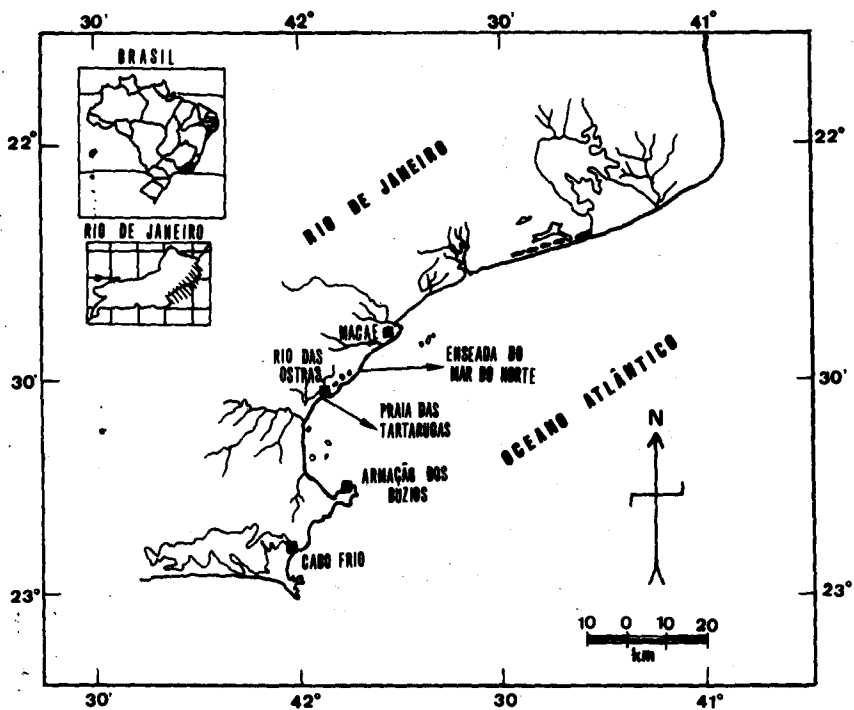 30' 42° 30' 41°
BRASIL
22° 22°
RIO DE JANEIRO
RIO DE JANEIRO
MACAÉ
RIO DAS
OSTRAS
ENSEADA DO
MAR DO NORTE
30' 30'
PRAIA DAS
TARTARUGAS
OCEANO ATLÂNTICO
N
ARMAÇÃO DOS
BÚZIOS
CABO FRIO
23° 23°
10 0 10 20
km
30' 42° 30' 41°